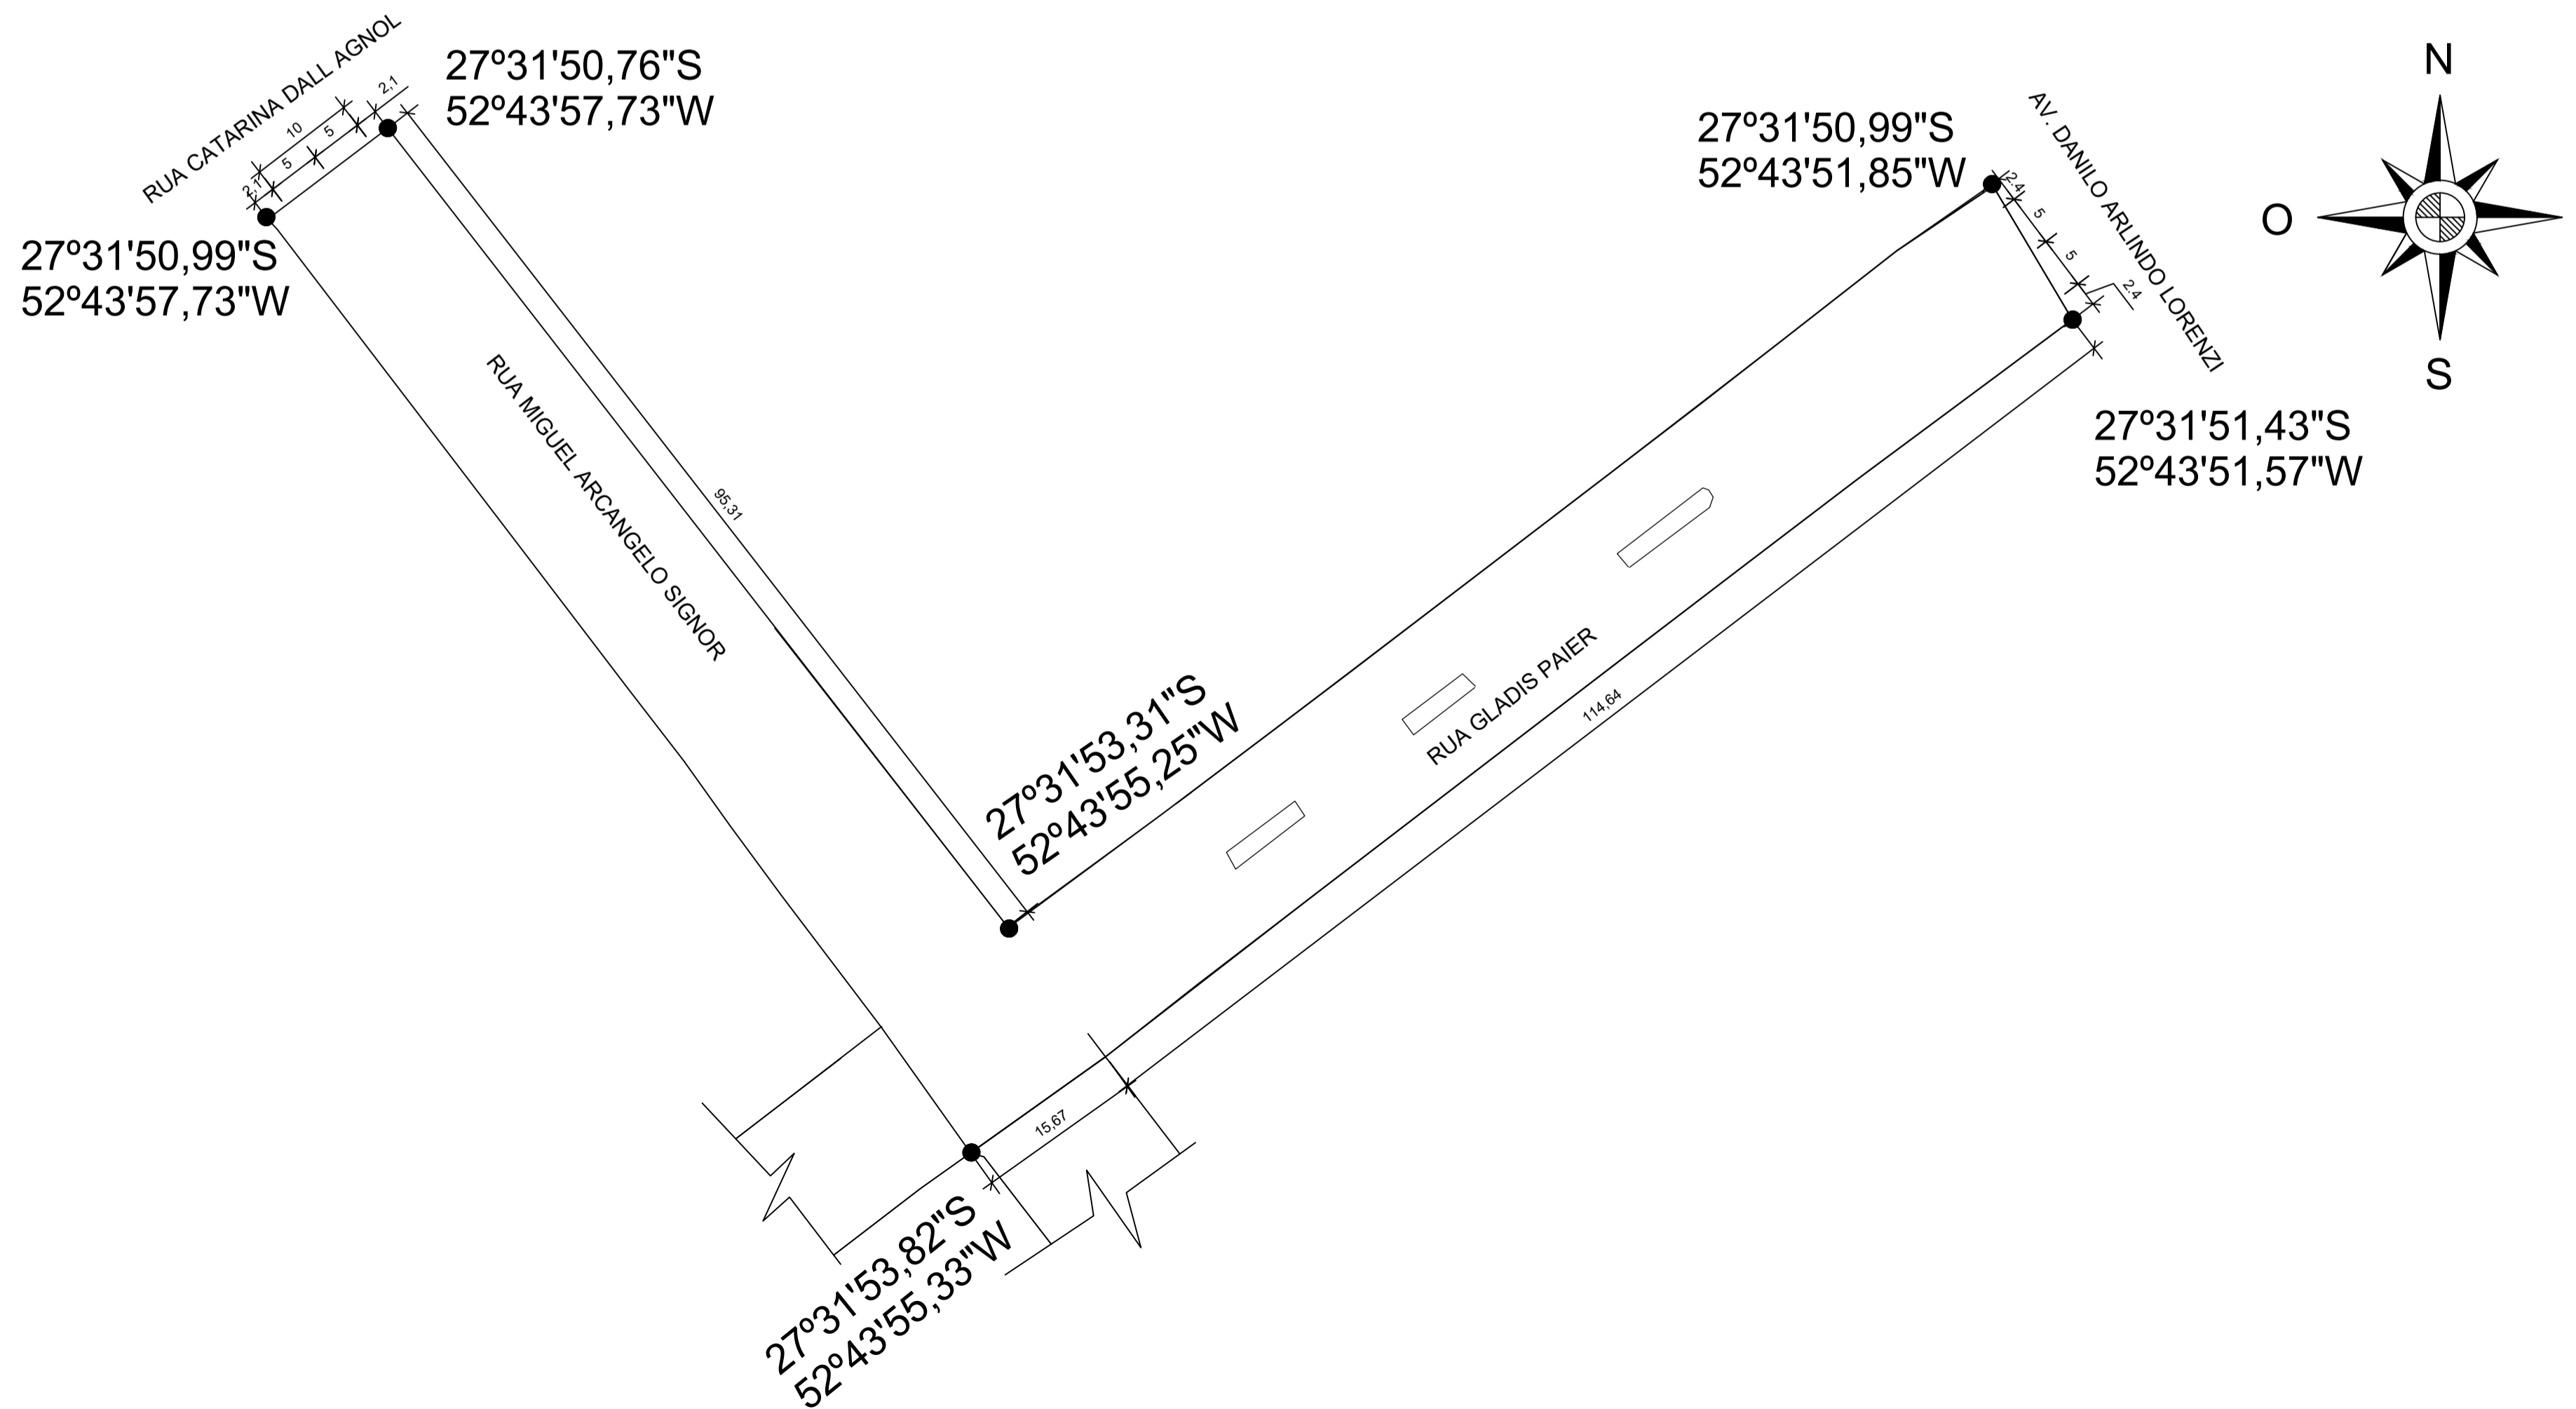 RUA CATARINA DALL AGNOL
10
5
5
2,1
2,1
27º31'50,76"S
52º43'57,73"W
27º31'50,99"S
52º43'57,73"W
RUA MIGUEL ARCANGELO SIGNOR
95,31
27º31'53,31"S
52º43'55,25"W
27º31'50,99"S
52º43'51,85"W
AV. DANILO ARLINDO LORENZI
2.4
5
5
2.4
27º31'51,43"S
52º43'51,57"W
RUA GLADIS PAIER
114,64
15,67
27º31'53,82"S
52º43'55,33"W
N
O
S